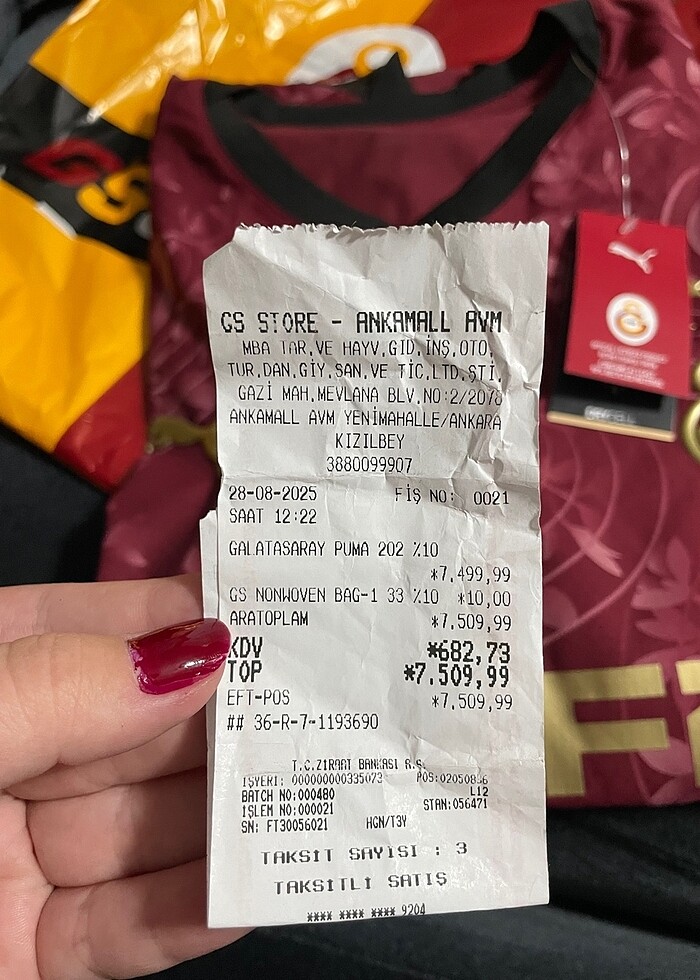 GS STORE - ANKAMALL AVM
MBA TAR.VE HAYV.GID.İNŞ.OTO.
TUR.DAN.GİY.SAN.VE TİC.LTD.ŞTİ.
GAZİ MAH.MEVLANA BLV.NO:2/2078
ANKAMALL AVM YENİMAHALLE/ANKARA
KIZILBEY
3880099907
28-08-2025 FİŞ NO: 0021
SAAT 12:22
GALATASARAY PUMA 202 %10
*7.499,99
GS NONWOVEN BAG-1 33 %10 *10,00
ARATOPLAM *7.509,99
KDV *682,73
TOP *7.509,99
EFT-POS *7.509,99
## 36-R-7-1193690
T.C.ZİRAAT BANKASI A.Ş.
İŞYERİ: 000000000335073 POS:02050836
BATCH NO:000480 L12
İŞLEM NO:000021 STAN:056471
SN: FT30056021 HGN/T3Y
TAKSİT SAYISI : 3
TAKSİTLİ SATIŞ
**** **** **** 9204